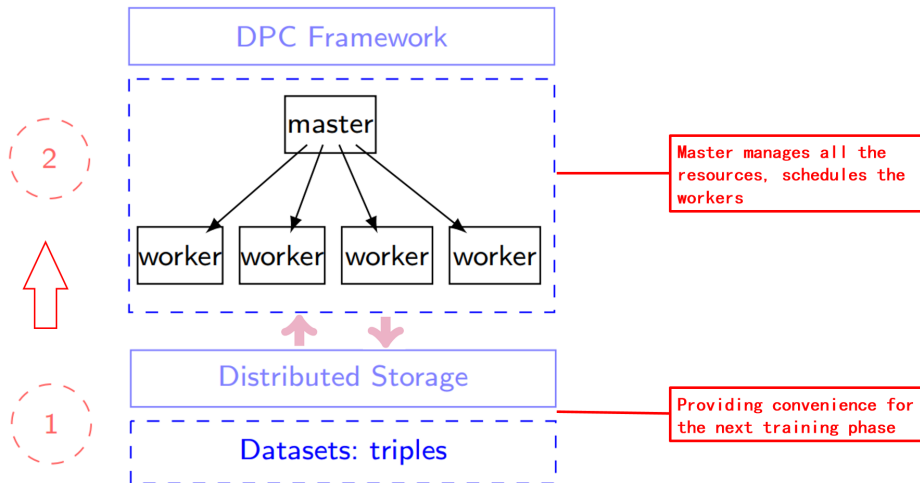 DPC Framework
master
2
Master manages all the
resources, schedules the
workers
worker worker worker worker
Distributed Storage
1
Providing convenience for
the next training phase
Datasets: triples